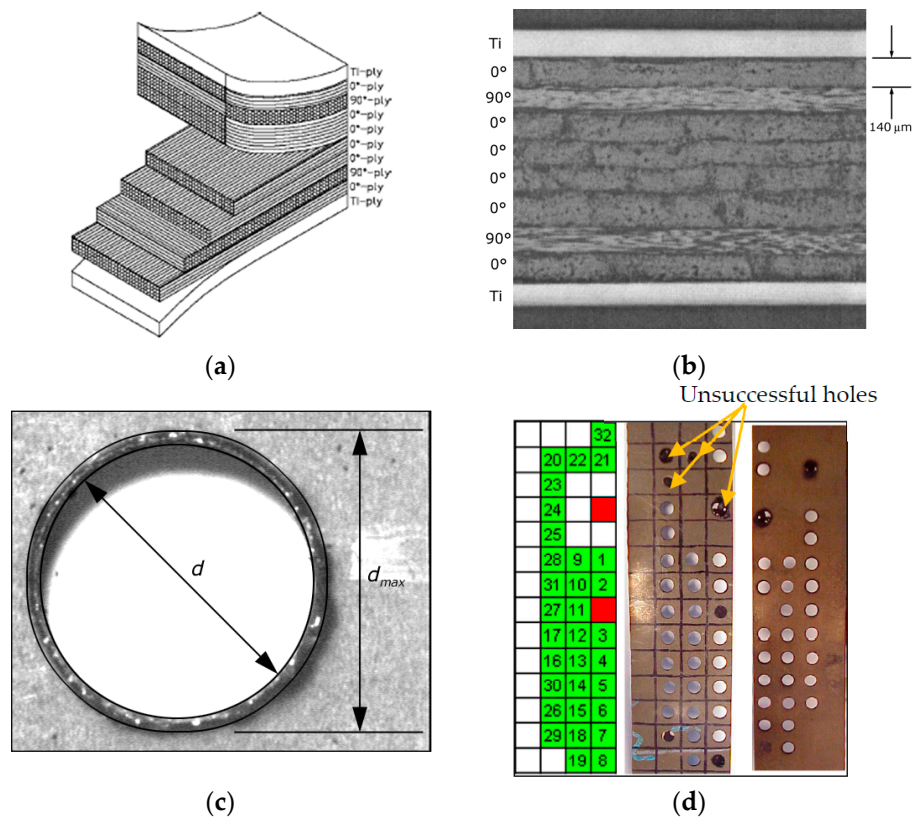 Ti-ply
0°-ply
90°-ply
0°-ply
0°-ply
0°-ply
0°-ply
90°-ply
0°-ply
Ti-ply
(a)
Ti
0°
90°
0°
0°
0°
0°
90°
0°
Ti
140 μm
(b)
d
d max
(c)
Unsuccessful holes
32
20 22 21
23
24
25
28 9 1
31 10 2
27 11
17 12 3
16 13 4
30 14 5
26 15 6
29 18 7
19 8
(d)